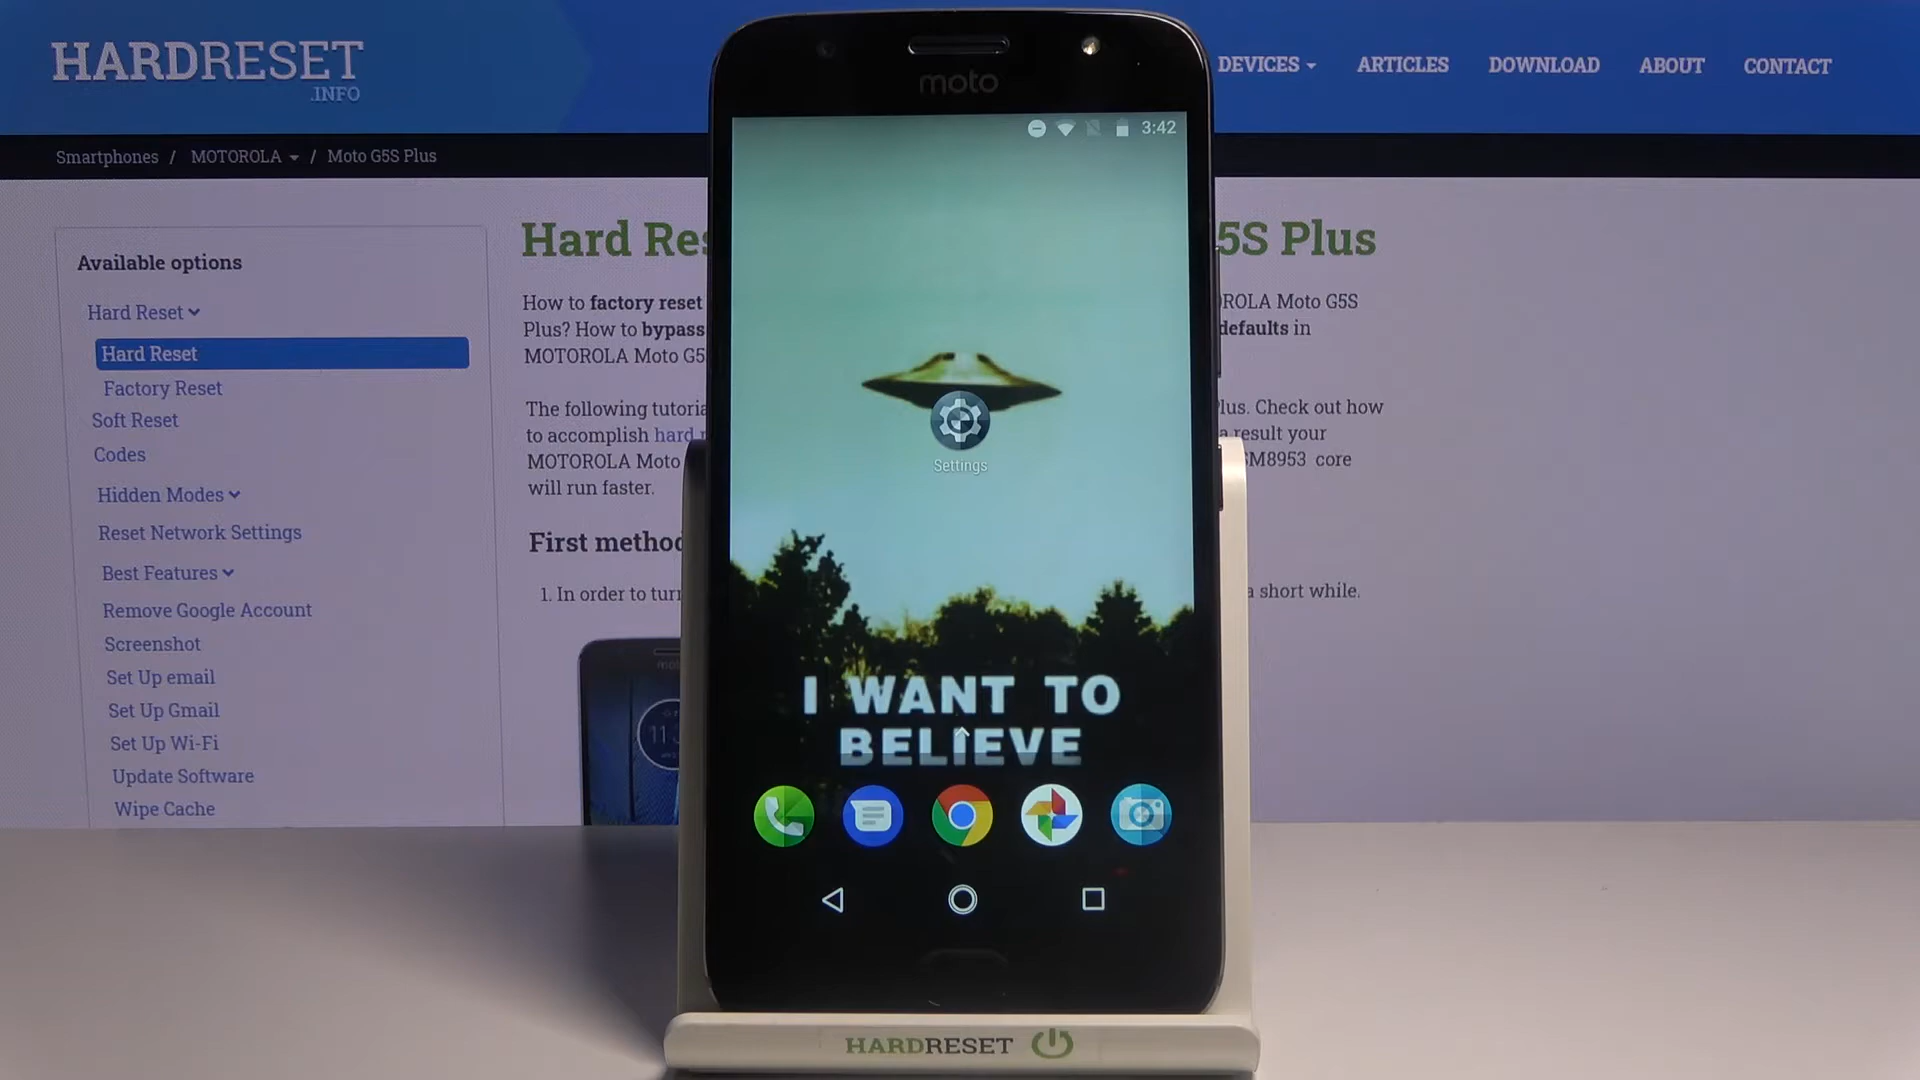 HARDRESET
.INFO
DEVICES
ARTICLES
DOWNLOAD
ABOUT
CONTACT
Smartphones / MOTOROLA / Moto G5S Plus
Available options
Hard Reset
Hard Reset
Factory Reset
Soft Reset
Codes
Hidden Modes
Reset Network Settings
Best Features
Remove Google Account
Screenshot
Set Up email
Set Up Gmail
Set Up Wi-Fi
Update Software
Wipe Cache
Hard Res 5S Plus
How to factory reset ROLA Moto G5S
Plus? How to bypass defaults in
MOTOROLA Moto G5
The following tutoria lus. Check out how
to accomplish hard r a result your
MOTOROLA Moto SM8953 core
will run faster.
First method
1. In order to turn a short while.
moto
3:42
Settings
I WANT TO
BELIEVE
HARDRESET